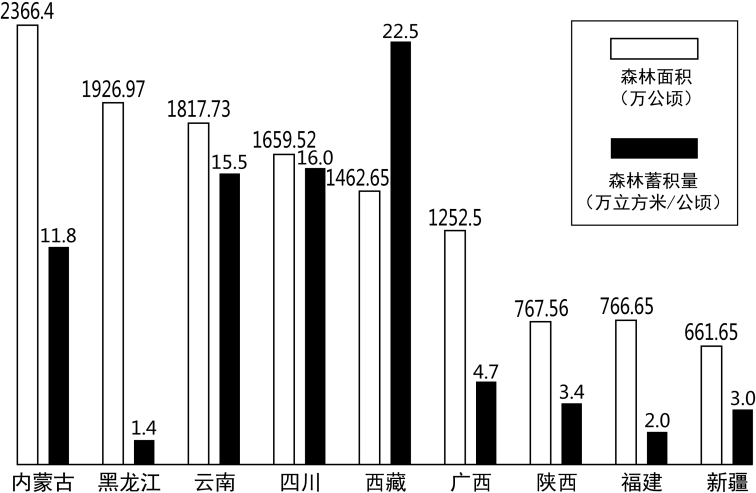 2366.4
11.8
内蒙古
1926.97
1.4
黑龙江
1817.73
15.5
云南
1659.52
16.0
四川
1462.65
22.5
西藏
1252.5
4.7
广西
767.56
3.4
陕西
766.65
2.0
福建
661.65
3.0
新疆
森林面积
（万公顷）
森林蓄积量
（万立方米/公顷）